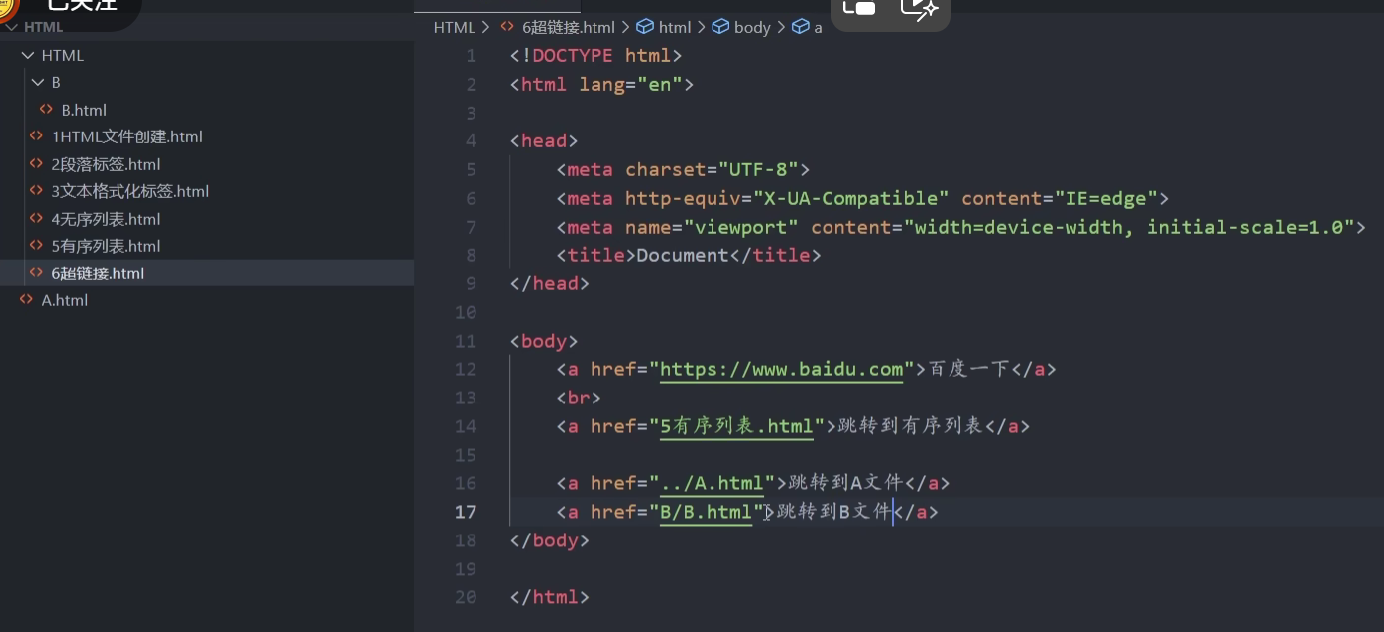 已关注
HTML
HTML
B
B.html
1HTML文件创建.html
2段落标签.html
3文本格式化标签.html
4无序列表.html
5有序列表.html
6超链接.html
A.html
HTML > 6超链接.html > html > body > a
1 <!DOCTYPE html>
2 <html lang="en">
3
4 <head>
5 <meta charset="UTF-8">
6 <meta http-equiv="X-UA-Compatible" content="IE=edge">
7 <meta name="viewport" content="width=device-width, initial-scale=1.0">
8 <title>Document</title>
9 </head>
10
11 <body>
12 <a href="https://www.baidu.com">百度一下</a>
13 <br>
14 <a href="5有序列表.html">跳转到有序列表</a>
15
16 <a href="../A.html">跳转到A文件</a>
17 <a href="B/B.html">跳转到B文件</a>
18 </body>
19
20 </html>